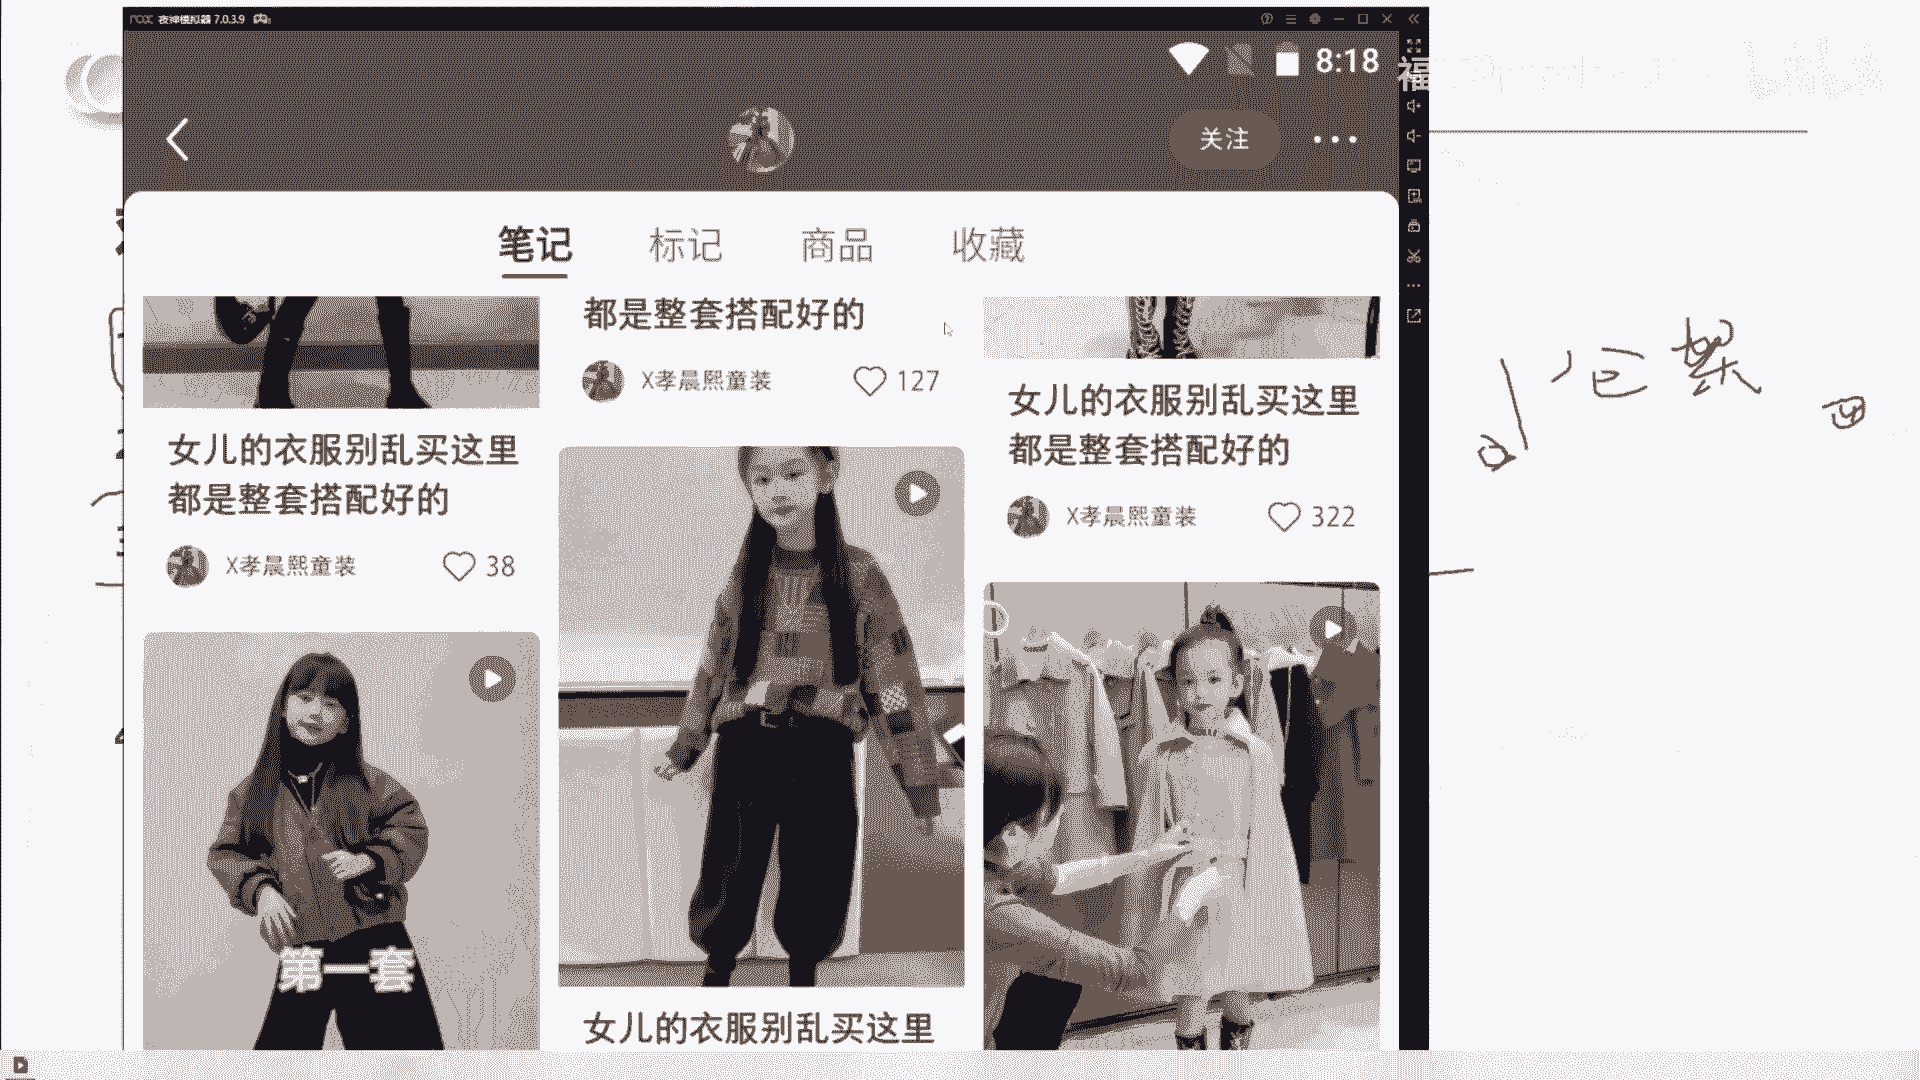 nox 夜神模拟器 7.0.3.9
8:18
福
关注
笔记 标记 商品 收藏
都是整套搭配好的
X孝晨熙童装 127
女儿的衣服别乱买这里
都是整套搭配好的
X孝晨熙童装 322
女儿的衣服别乱买这里
都是整套搭配好的
X孝晨熙童装 38
第一套
女儿的衣服别乱买这里